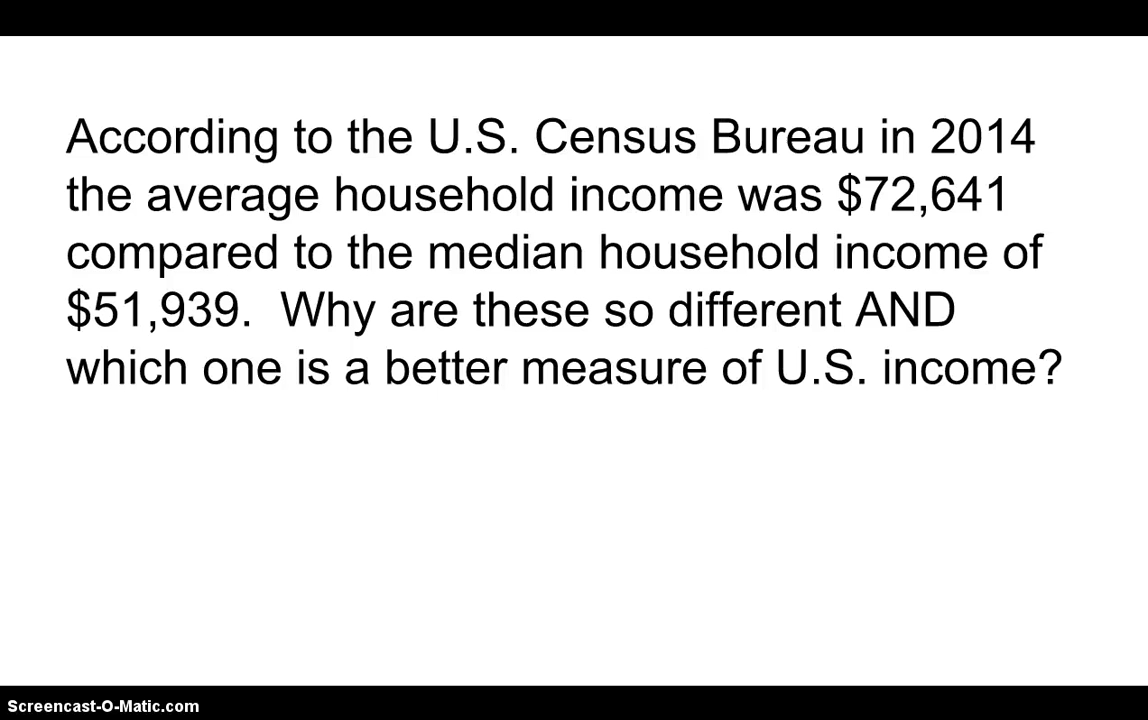 According to the U.S. Census Bureau in 2014
the average household income was $72,641
compared to the median household income of
$51,939.  Why are these so different AND
which one is a better measure of U.S. income?
Screencast-O-Matic.com